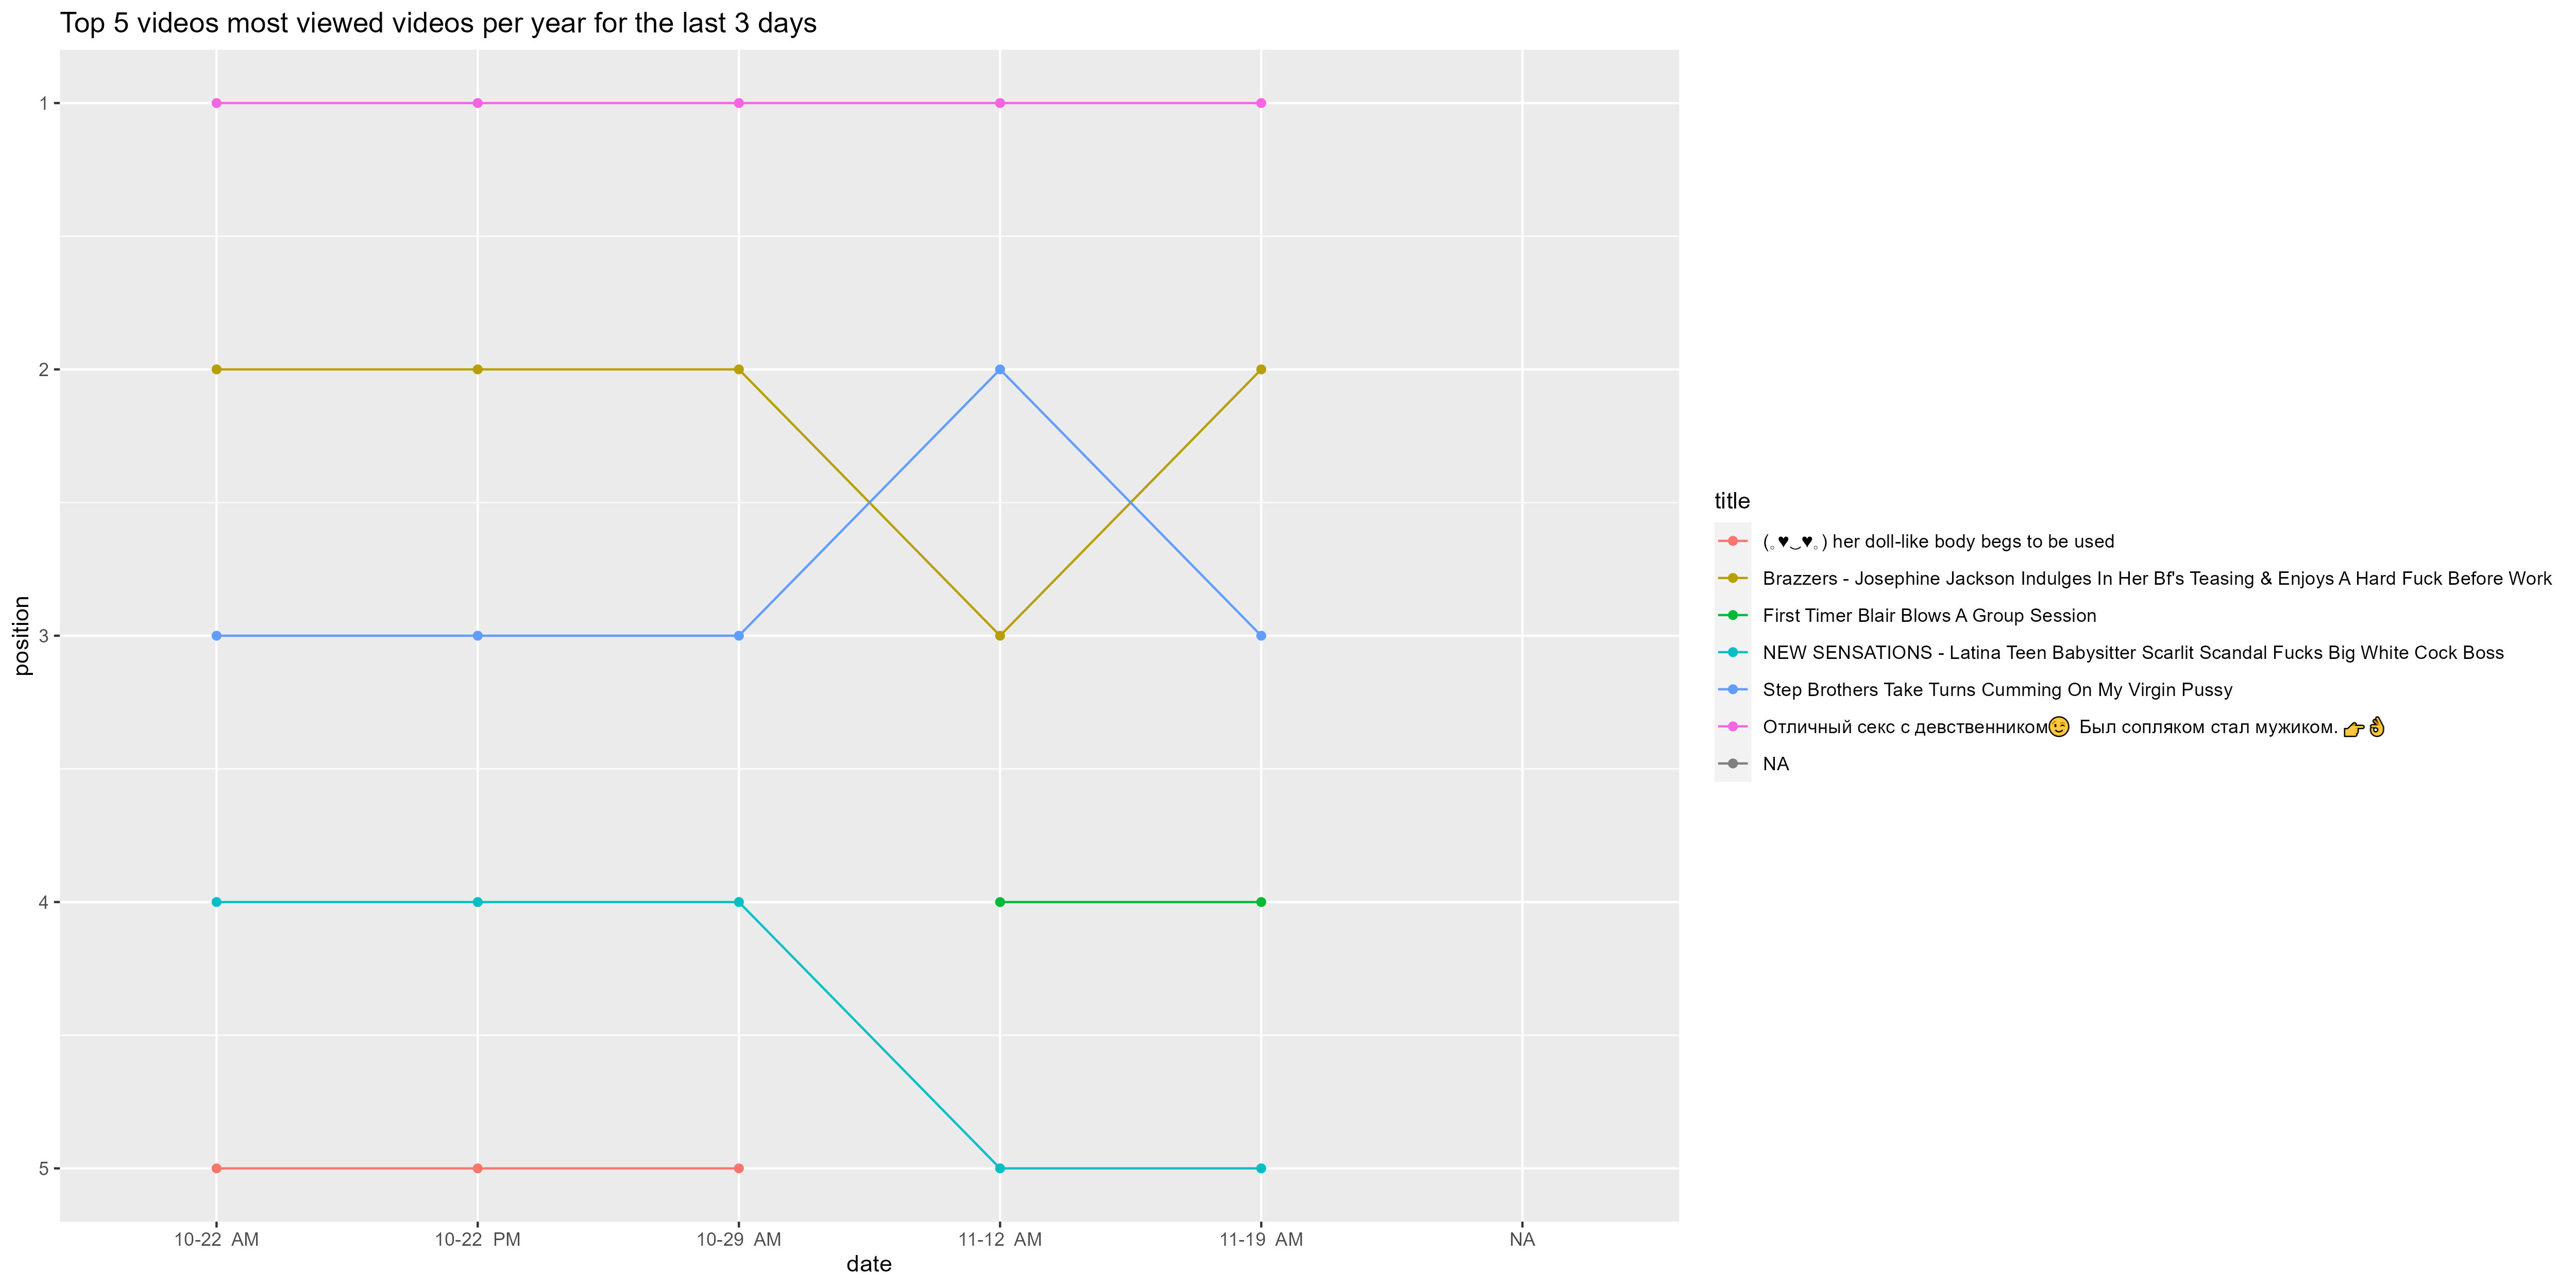 Top 5 videos most viewed videos per year for the last 3 days
position
1
2
3
4
5
10-22 AM
10-22 PM
10-29 AM
11-12 AM
11-19 AM
NA
date
title
(｡♥‿♥｡) her doll-like body begs to be used
Brazzers - Josephine Jackson Indulges In Her Bf's Teasing & Enjoys A Hard Fuck Before Work
First Timer Blair Blows A Group Session
NEW SENSATIONS - Latina Teen Babysitter Scarlit Scandal Fucks Big White Cock Boss
Step Brothers Take Turns Cumming On My Virgin Pussy
Отличный секс с девственником😉 Был сопляком стал мужиком. 👉👌
NA